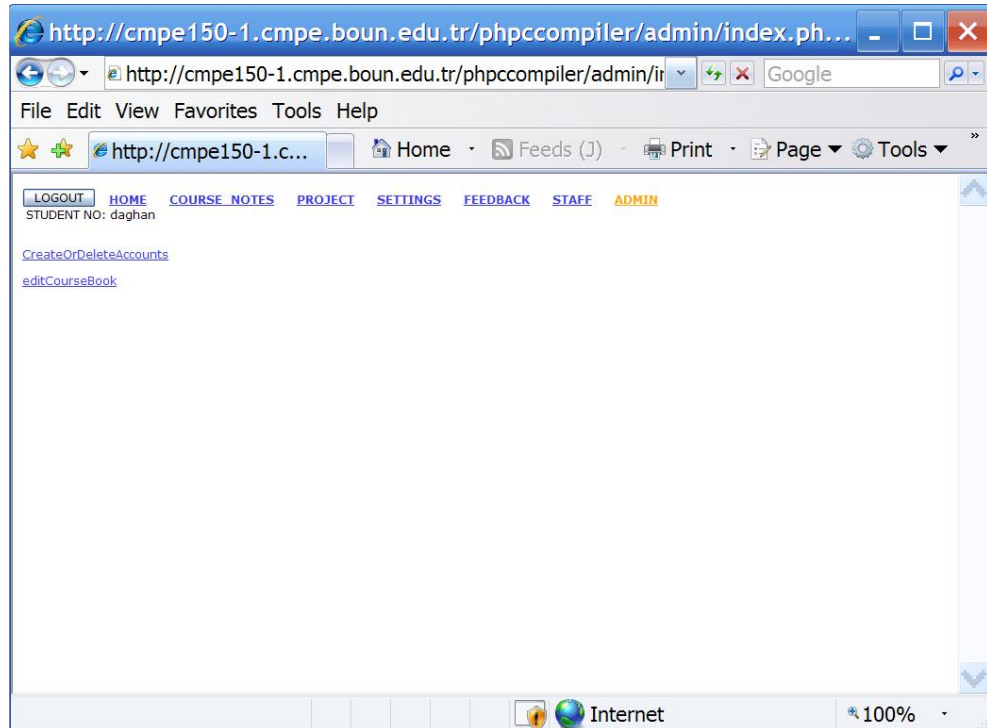 http://cmpe150-1.cmpe.boun.edu.tr/phpccompiler/admin/index.ph...
http://cmpe150-1.cmpe.boun.edu.tr/phpccompiler/admin/ir Google
File Edit View Favorites Tools Help
http://cmpe150-1.c... Home Feeds (J) Print Page Tools »
LOGOUT HOME COURSE NOTES PROJECT SETTINGS FEEDBACK STAFF ADMIN
STUDENT NO: daghan
CreateOrDeleteAccounts
editCourseBook
Internet 100%